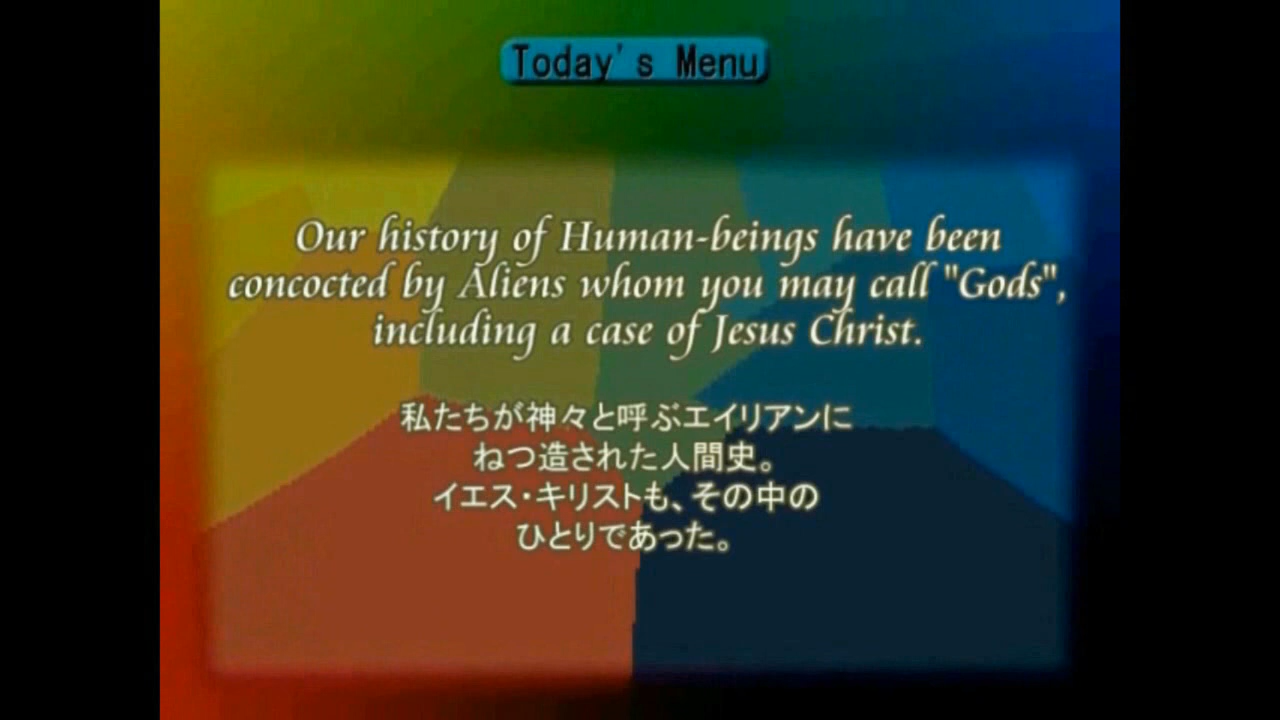 Today's Menu
Our history of Human-beings have been
concocted by Aliens whom you may call "Gods",
including a case of Jesus Christ.
私たちが神々と呼ぶエイリアンに
ねつ造された人間史。
イエス・キリストも、その中の
ひとりであった。